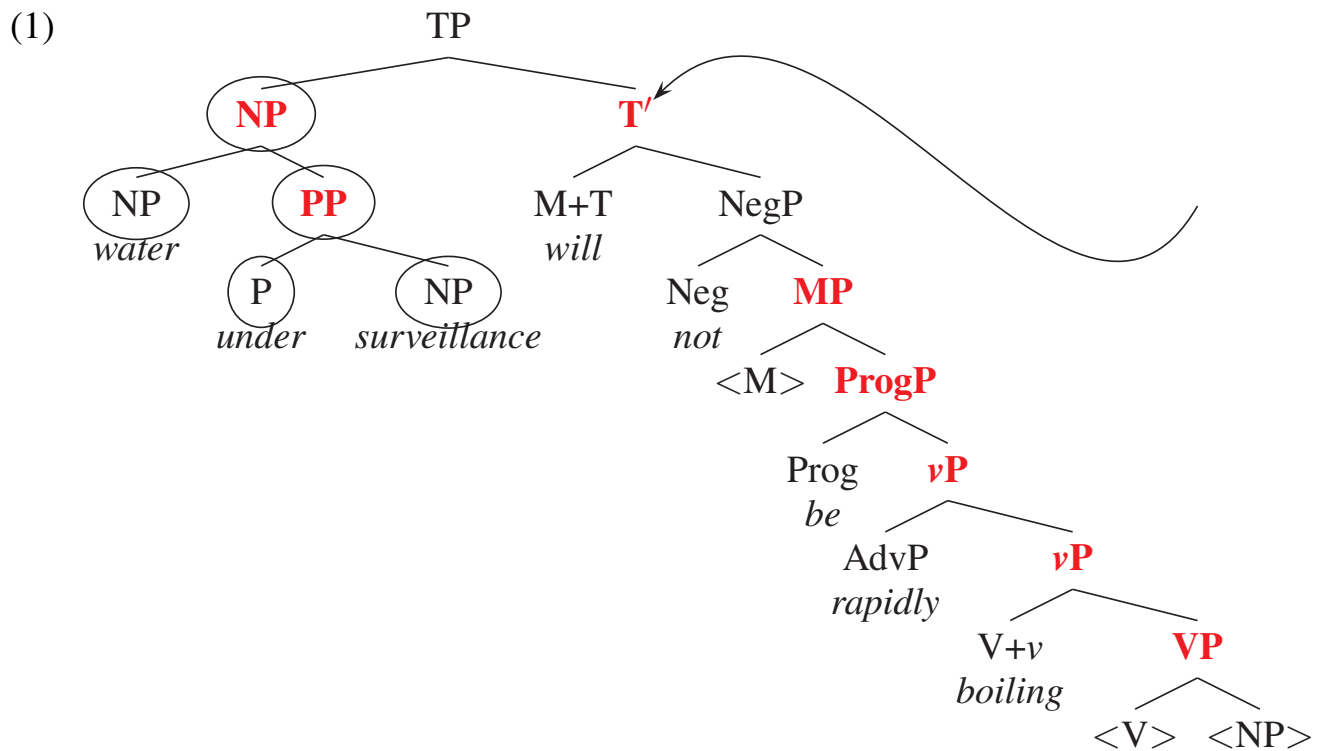 (1) TP
NP T′
NP PP M+T NegP
water will
P NP Neg MP
under surveillance not
<M> ProgP
Prog vP
be
AdvP vP
rapidly
V+v VP
boiling
<V> <NP>